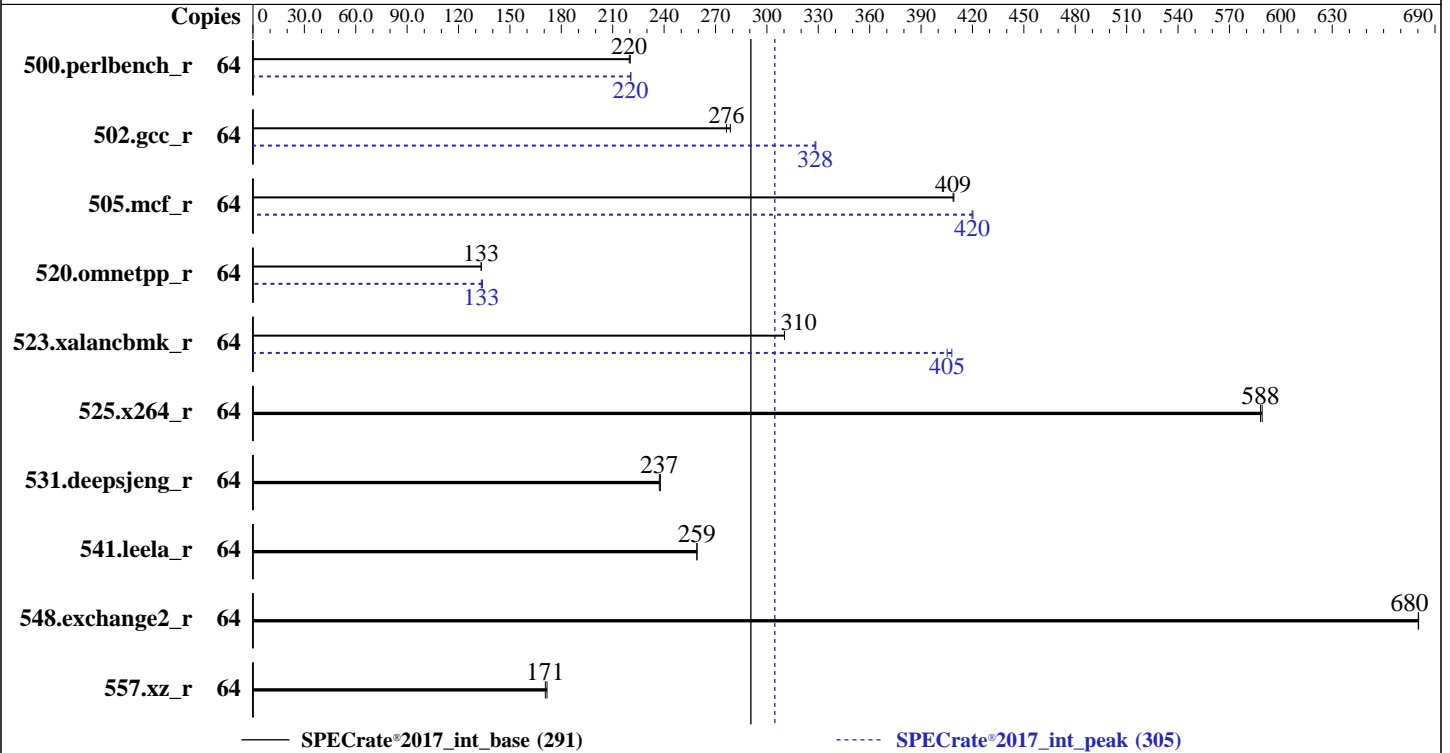 Copies 0 30.0 60.0 90.0 120 150 180 210 240 270 300 330 360 390 420 450 480 510 540 570 600 630 690
500.perlbench_r 64 220
220
502.gcc_r 64 276
328
505.mcf_r 64 409
420
520.omnetpp_r 64 133
133
523.xalancbmk_r 64 310
405
525.x264_r 64 588
531.deepsjeng_r 64 237
541.leela_r 64 259
548.exchange2_r 64 680
557.xz_r 64 171
SPECrate®2017_int_base (291) SPECrate®2017_int_peak (305)